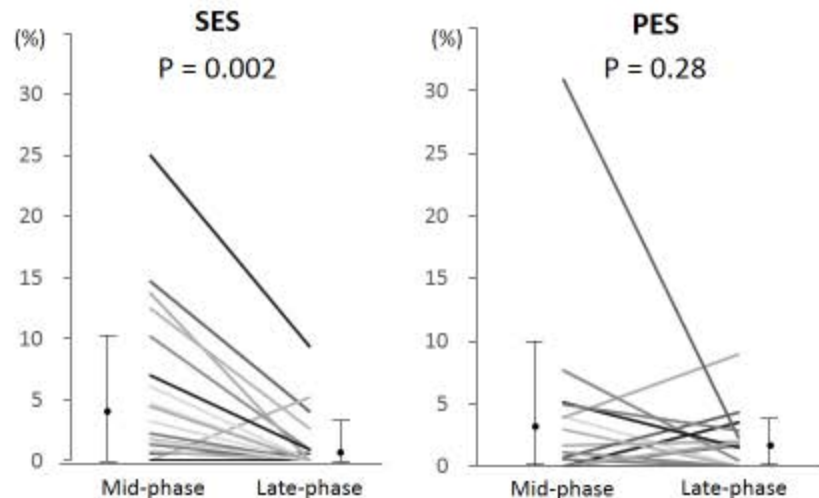 SES
(%)
P = 0.002
30
25
20
15
10
5
0
Mid-phase Late-phase
PES
(%)
P = 0.28
30
25
20
15
10
5
0
Mid-phase Late-phase